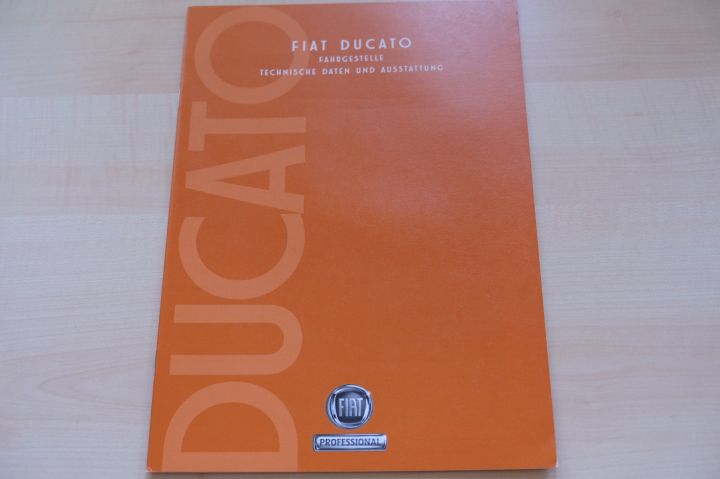 FIAT DUCATO
FAHRGESTELLE
TECHNISCHE DATEN UND AUSSTATTUNG
DUCATO
FIAT
PROFESSIONAL